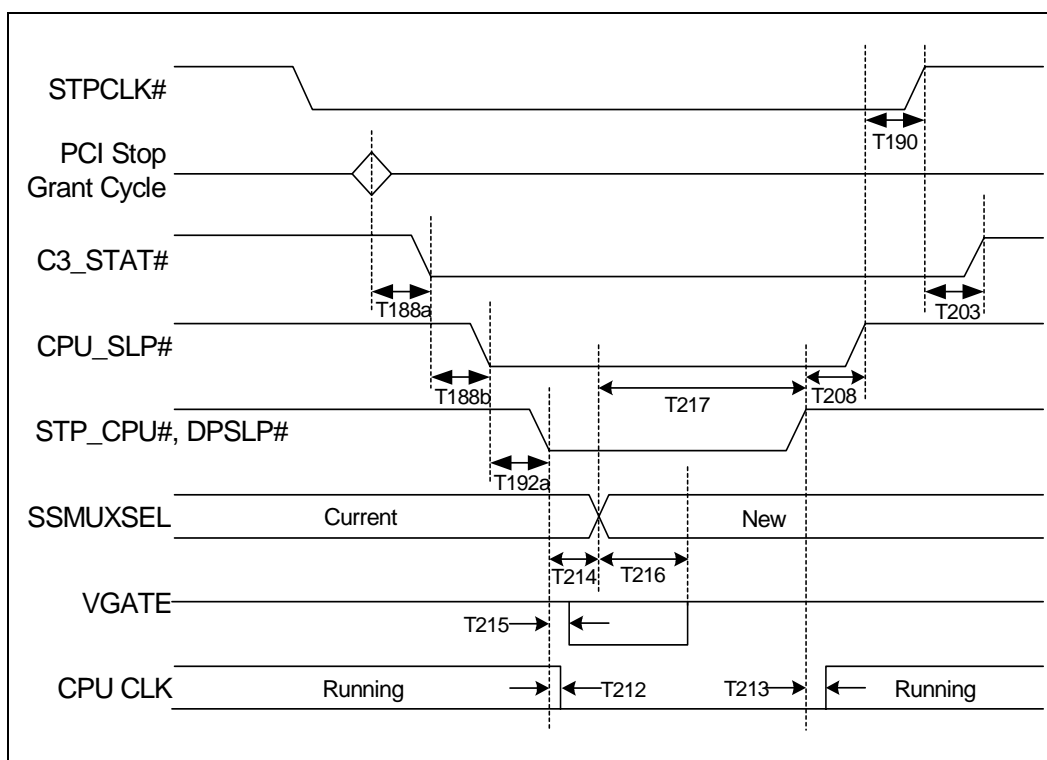 STPCLK#
T190
PCI Stop
Grant Cycle
C3_STAT#
T188a
T203
CPU_SLP#
T188b
T217
T208
STP_CPU#, DPSLP#
T192a
SSMUXSEL
Current
New
T214
T216
VGATE
T215
CPU CLK
Running
T212
T213
Running